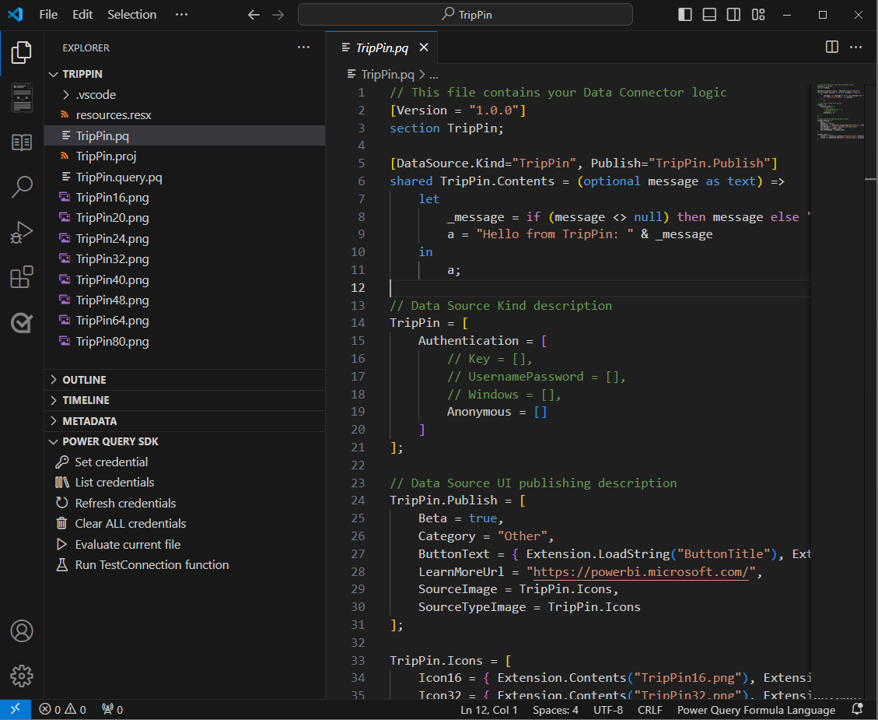 File Edit Selection ··· TripPin
EXPLORER ···
TRIPPIN
.vscode
resources.resx
TripPin.pq
TripPin.proj
TripPin.query.pq
TripPin16.png
TripPin20.png
TripPin24.png
TripPin32.png
TripPin40.png
TripPin48.png
TripPin64.png
TripPin80.png
OUTLINE
TIMELINE
METADATA
POWER QUERY SDK
Set credential
List credentials
Refresh credentials
Clear ALL credentials
Evaluate current file
Run TestConnection function
TripPin.pq
TripPin.pq > ...
1 // This file contains your Data Connector logic
2 [Version = "1.0.0"]
3 section TripPin;
4
5 [DataSource.Kind="TripPin", Publish="TripPin.Publish"]
6 shared TripPin.Contents = (optional message as text) =>
7 let
8 _message = if (message <> null) then message else "
9 a = "Hello from TripPin: " & _message
10 in
11 a;
12
13 // Data Source Kind description
14 TripPin = [
15 Authentication = [
16 // Key = [],
17 // UsernamePassword = [],
18 // Windows = [],
19 Anonymous = []
20 ]
21 ];
22
23 // Data Source UI publishing description
24 TripPin.Publish = [
25 Beta = true,
26 Category = "Other",
27 ButtonText = { Extension.LoadString("ButtonTitle"), Ext
28 LearnMoreUrl = "https://powerbi.microsoft.com/",
29 SourceImage = TripPin.Icons,
30 SourceTypeImage = TripPin.Icons
31 ];
32
33 TripPin.Icons = [
34 Icon16 = { Extension.Contents("TripPin16.png"), Extensi
35 Icon32 = { Extension.Contents("TripPin32.png"), Extensi
0 0 0 Ln 12, Col 1 Spaces: 4 UTF-8 CRLF Power Query Formula Language